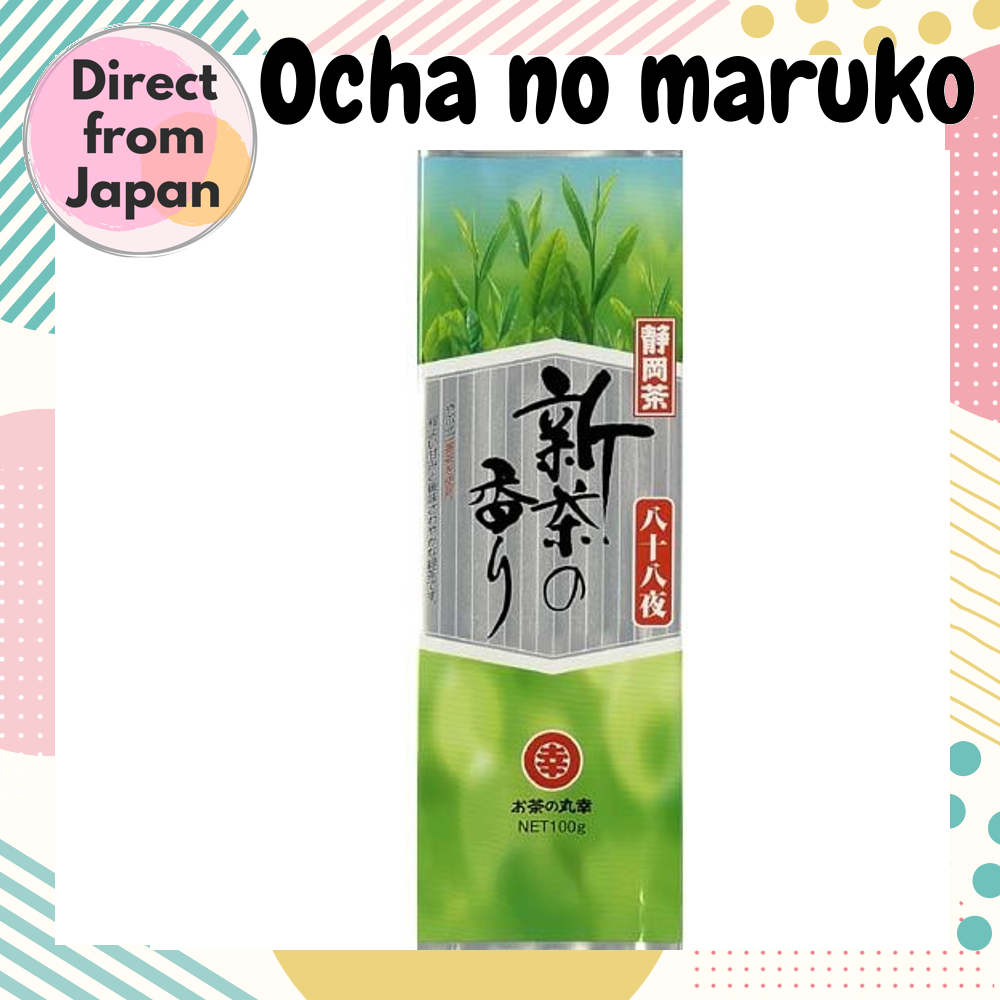 Direct
from
Japan
Ocha no maruko
静岡茶
新茶の
香り
八十八夜
お茶の丸幸
NET100g
幸